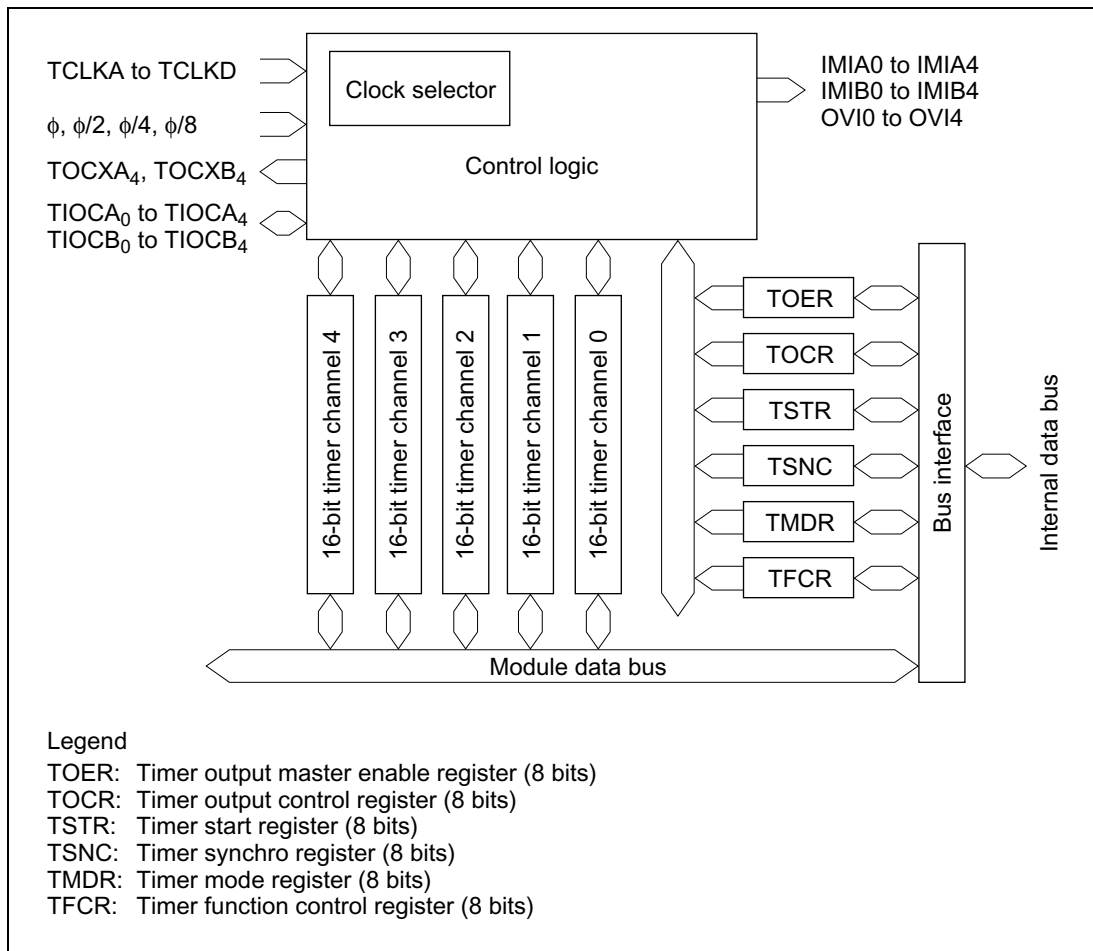 TCLKA to TCLKD
ϕ, ϕ/2, ϕ/4, ϕ/8
TOCXA₄, TOCXB₄
TIOCA₀ to TIOCA₄
TIOCB₀ to TIOCB₄
Clock selector
Control logic
IMIA0 to IMIA4
IMIB0 to IMIB4
OVI0 to OVI4
16-bit timer channel 4
16-bit timer channel 3
16-bit timer channel 2
16-bit timer channel 1
16-bit timer channel 0
TOER
TOCR
TSTR
TSNC
TMDR
TFCR
Bus interface
Internal data bus
Module data bus
Legend
TOER: Timer output master enable register (8 bits)
TOCR: Timer output control register (8 bits)
TSTR: Timer start register (8 bits)
TSNC: Timer synchro register (8 bits)
TMDR: Timer mode register (8 bits)
TFCR: Timer function control register (8 bits)